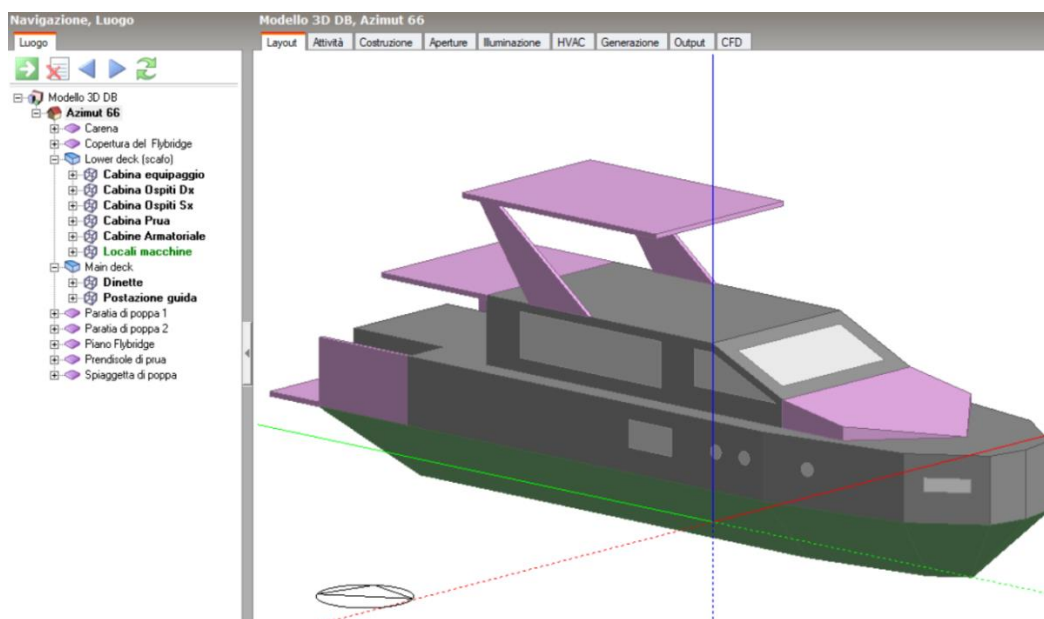 Navigazione, Luogo
Luogo
Modello 3D DB
Azimut 66
Carena
Copertura del Flybridge
Lower deck (scafo)
Cabina equipaggio
Cabina Ospiti Dx
Cabina Ospiti Sx
Cabina Prua
Cabine Armatoriale
Locali macchine
Main deck
Dinette
Postazione guida
Paratia di poppa 1
Paratia di poppa 2
Piano Flybridge
Prendisole di prua
Spiaggetta di poppa
Modello 3D DB, Azimut 66
Layout Attività Costruzione Aperture Illuminazione HVAC Generazione Output CFD